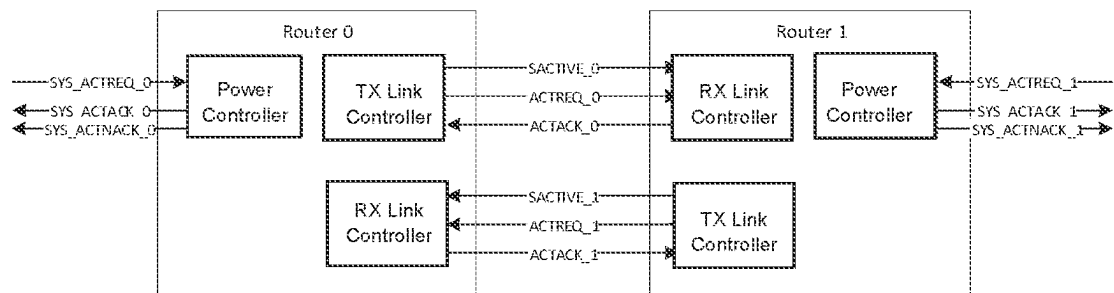 Router 0
Router 1
SYS_ACTREQ_0
SYS_ACTACK_0
SYS_ACTNACK_0
Power
Controller
TX Link
Controller
SACTIVE_0
ACTREQ_0
ACTACK_0
RX Link
Controller
Power
Controller
SYS_ACTREQ_1
SYS_ACTACK_1
SYS_ACTNACK_1
RX Link
Controller
SACTIVE_1
ACTREQ_1
ACTACK_1
TX Link
Controller